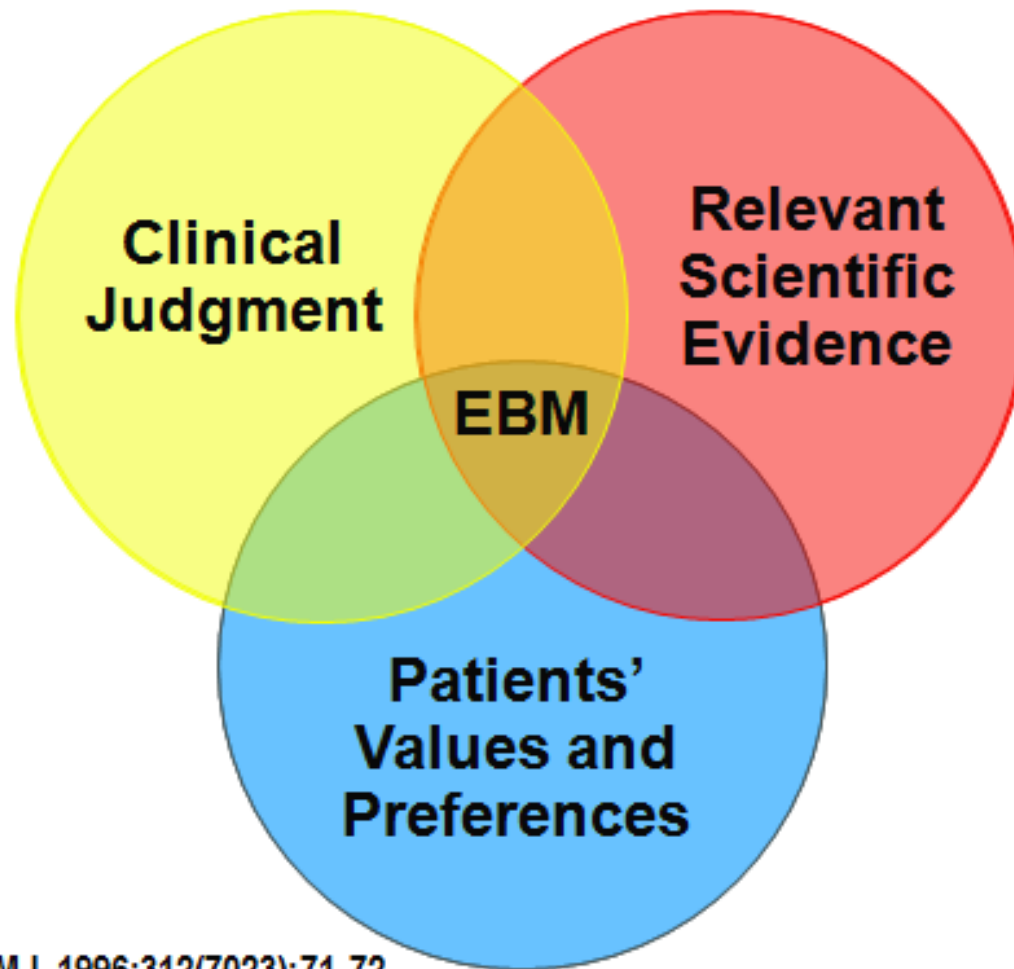 Clinical
Judgment
Relevant
Scientific
Evidence
EBM
Patients’
Values and
Preferences
1996;312(7023):71-72